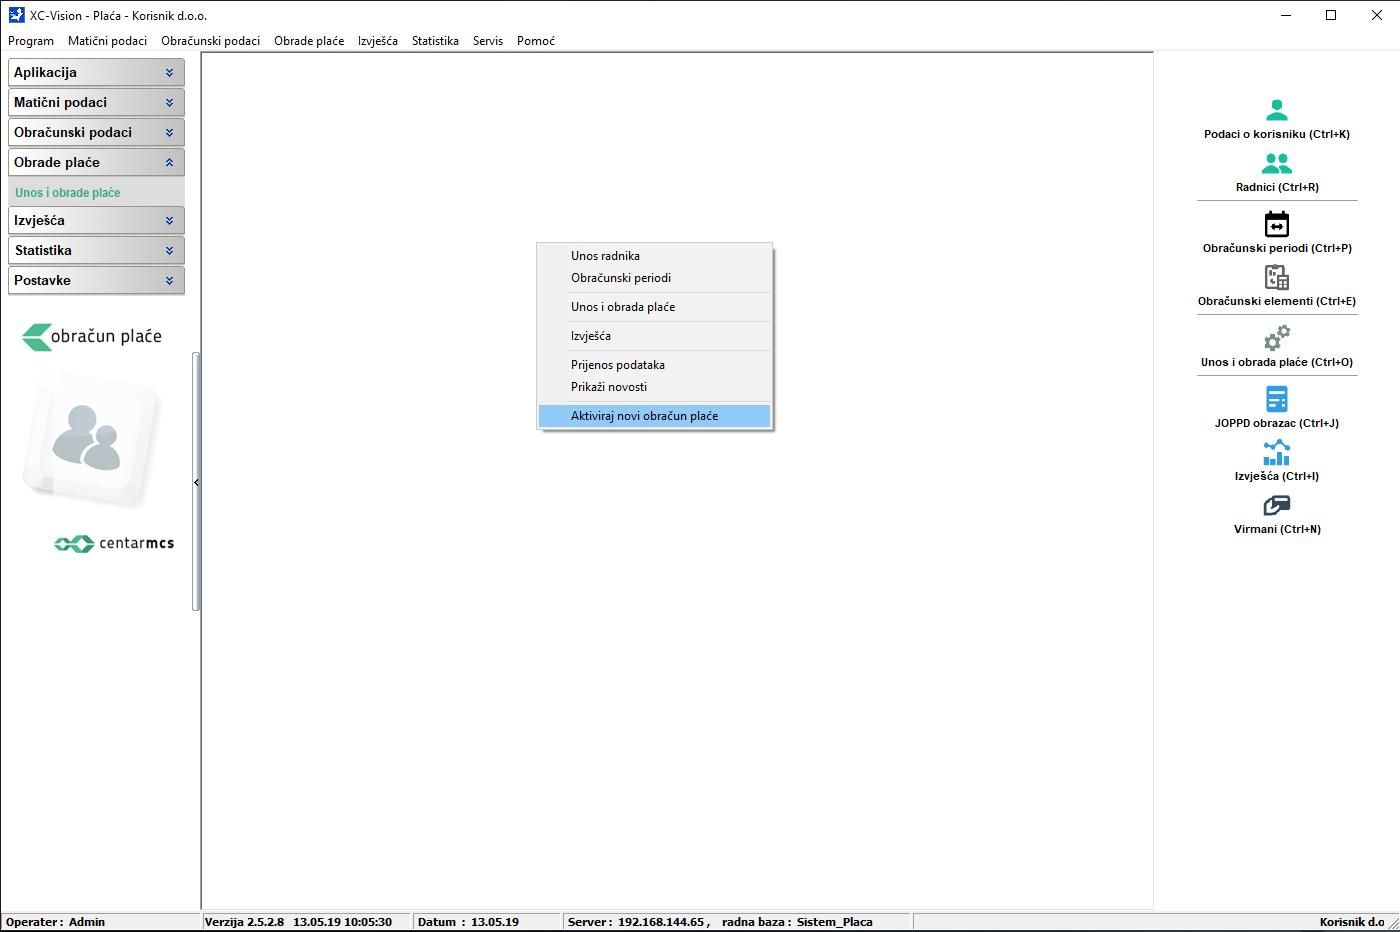 XC-Vision - Plaća - Korisnik d.o.o.
Program Matični podaci Obračunski podaci Obrade plaće Izvješća Statistika Servis Pomoć
Aplikacija
Matični podaci
Obračunski podaci
Obrade plaće
Unos i obrade plaće
Izvješća
Statistika
Postavke
obračun plaće
centarmcs
Unos radnika
Obračunski periodi
Unos i obrada plaće
Izvješća
Prijenos podataka
Prikaži novosti
Aktiviraj novi obračun plaće
Podaci o korisniku (Ctrl+K)
Radnici (Ctrl+R)
Obračunski periodi (Ctrl+P)
Obračunski elementi (Ctrl+E)
Unos i obrada plaće (Ctrl+O)
JOPPD obrazac (Ctrl+J)
Izvješća (Ctrl+I)
Virmani (Ctrl+N)
Operater : Admin Verzija 2.5.2.8 13.05.19 10:05:30 Datum : 13.05.19 Server : 192.168.144.65 , radna baza : Sistem_Placa Korisnik d.o